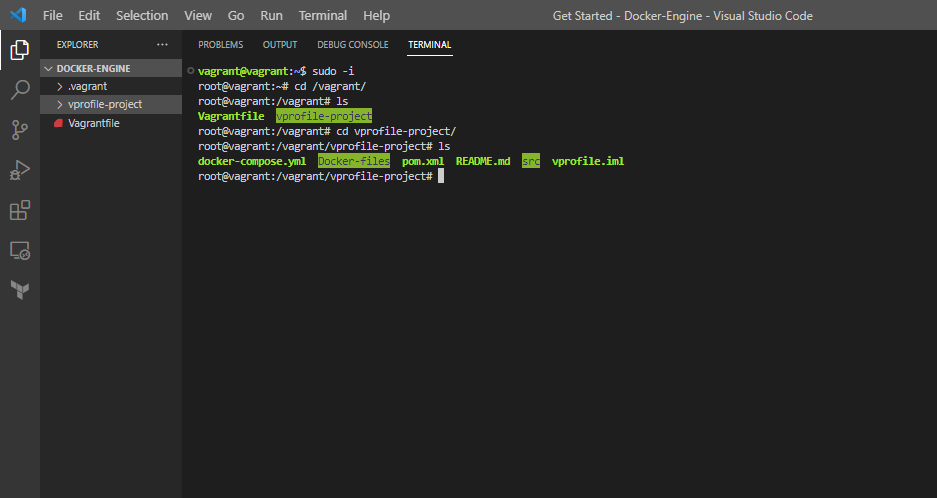 File Edit Selection View Go Run Terminal Help Get Started - Docker-Engine - Visual Studio Code
EXPLORER ...
DOCKER-ENGINE
.vagrant
vprofile-project
Vagrantfile
PROBLEMS OUTPUT DEBUG CONSOLE TERMINAL
vagrant@vagrant:~$ sudo -i
root@vagrant:~# cd /vagrant/
root@vagrant:/vagrant# ls
Vagrantfile vprofile-project
root@vagrant:/vagrant# cd vprofile-project/
root@vagrant:/vagrant/vprofile-project# ls
docker-compose.yml Docker-files pom.xml README.md src vprofile.iml
root@vagrant:/vagrant/vprofile-project#